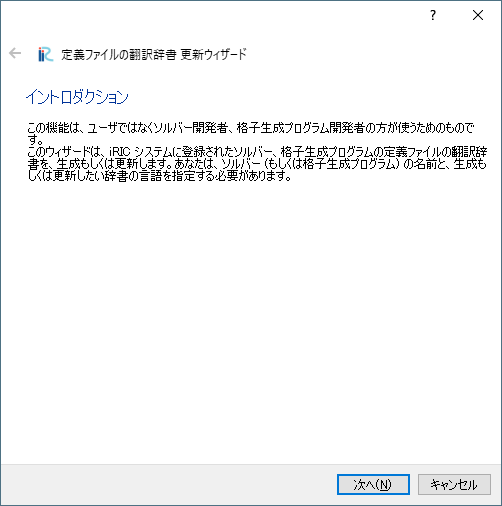 ?
iRIC 定義ファイルの翻訳辞書 更新ウィザード
イントロダクション
この機能は、ユーザではなくソルバー開発者、格子生成プログラム開発者の方が使うためのもので
す。
このウィザードは、iRIC システムに登録されたソルバー、格子生成プログラムの定義ファイルの翻訳辞
書を、生成もしくは更新します。あなたは、ソルバー (もしくは格子生成プログラム) の名前と、生成も
しくは更新したい辞書の言語を指定する必要があります。
次へ(N)
キャンセル